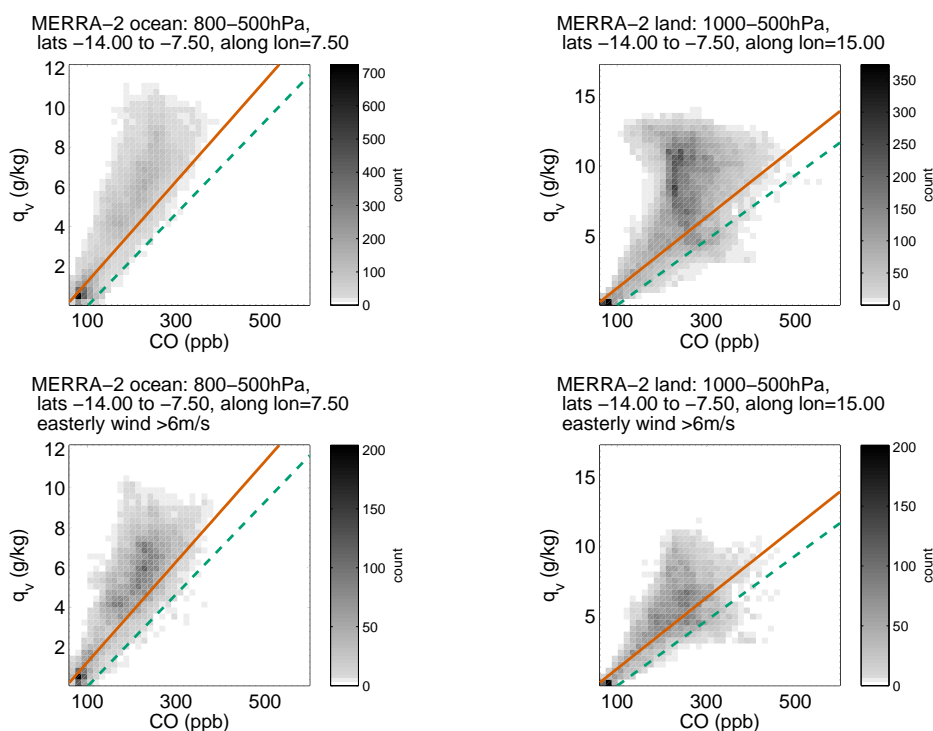 MERRA−2 ocean: 800−500hPa,
lats −14.00 to −7.50, along lon=7.50
12
10
8
6
4
2
q_v (g/kg)
100
300
500
CO (ppb)
700
600
500
400
300
200
100
0
count
MERRA−2 land: 1000−500hPa,
lats −14.00 to −7.50, along lon=15.00
15
10
5
q_v (g/kg)
100
300
500
CO (ppb)
350
300
250
200
150
100
50
0
count
MERRA−2 ocean: 800−500hPa,
lats −14.00 to −7.50, along lon=7.50
easterly wind >6m/s
12
10
8
6
4
2
q_v (g/kg)
100
300
500
CO (ppb)
200
150
100
50
0
count
MERRA−2 land: 1000−500hPa,
lats −14.00 to −7.50, along lon=15.00
easterly wind >6m/s
15
10
5
q_v (g/kg)
100
300
500
CO (ppb)
200
150
100
50
0
count